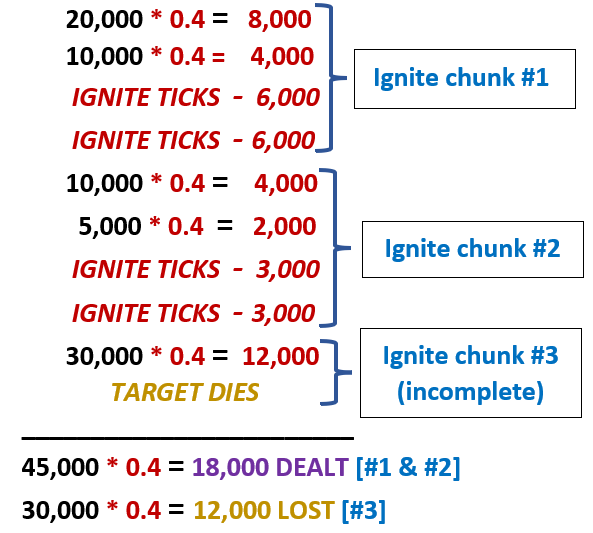 20,000 * 0.4 = 8,000
10,000 * 0.4 = 4,000
IGNITE TICKS - 6,000
IGNITE TICKS - 6,000
Ignite chunk #1
10,000 * 0.4 = 4,000
5,000 * 0.4 = 2,000
IGNITE TICKS - 3,000
IGNITE TICKS - 3,000
Ignite chunk #2
30,000 * 0.4 = 12,000
TARGET DIES
Ignite chunk #3
(incomplete)
45,000 * 0.4 = 18,000 DEALT [#1 & #2]
30,000 * 0.4 = 12,000 LOST [#3]